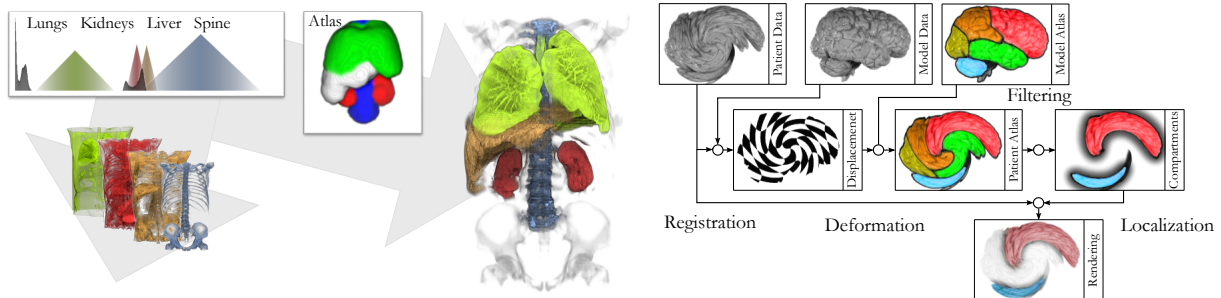 Lungs Kidneys Liver Spine
Atlas
Patient Data
Model Data
Model Atlas
Filtering
Displacemenet
Patient Atlas
Compartments
Registration
Deformation
Localization
Rendering